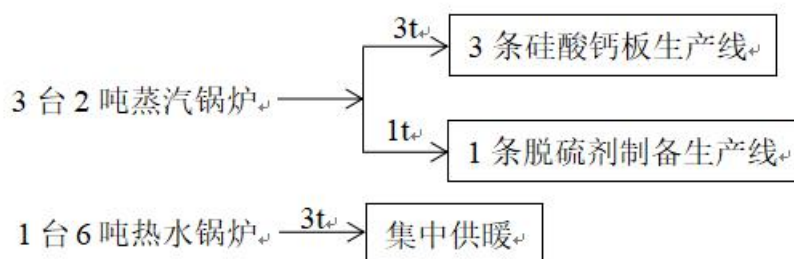 3t
3 条硅酸钙板生产线
3 台 2 吨蒸汽锅炉
1t
1 条脱硫剂制备生产线
1 台 6 吨热水锅炉
3t
集中供暖